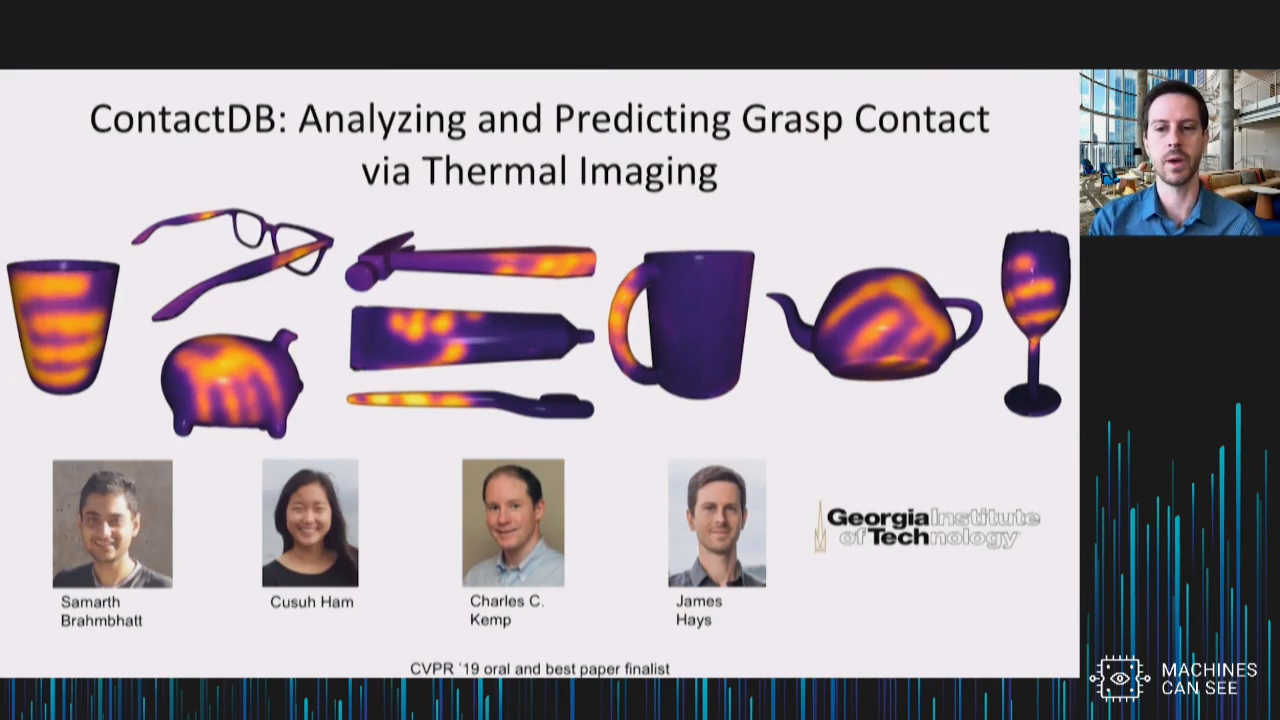 ContactDB: Analyzing and Predicting Grasp Contact
via Thermal Imaging
Samarth
Brahmbhatt
Cusuh Ham
Charles C.
Kemp
James
Hays
Georgia Institute
of Technology
CVPR '19 oral and best paper finalist
MACHINES
CAN SEE